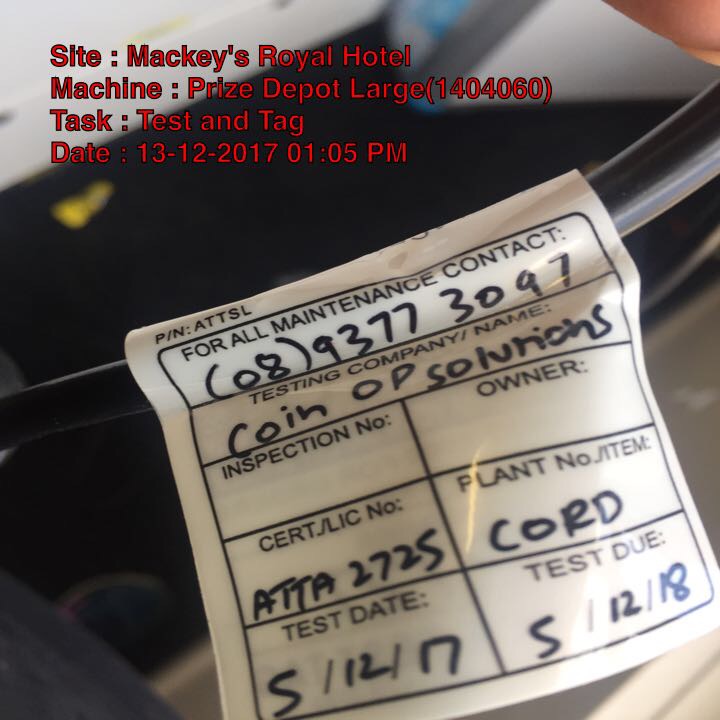 Site : Mackey's Royal Hotel
Machine : Prize Depot Large(1404060)
Task : Test and Tag
Date : 13-12-2017 01:05 PM
P/N: ATTSL
FOR ALL MAINTENANCE CONTACT:
(08) 9377 3097
TESTING COMPANY/ NAME:
Coin OP SOLUTIONS
INSPECTION No:
OWNER:
CERT./LIC No:
PLANT No./ITEM:
ATTA 2725
CORD
TEST DATE:
TEST DUE:
5/12/17
5/12/18